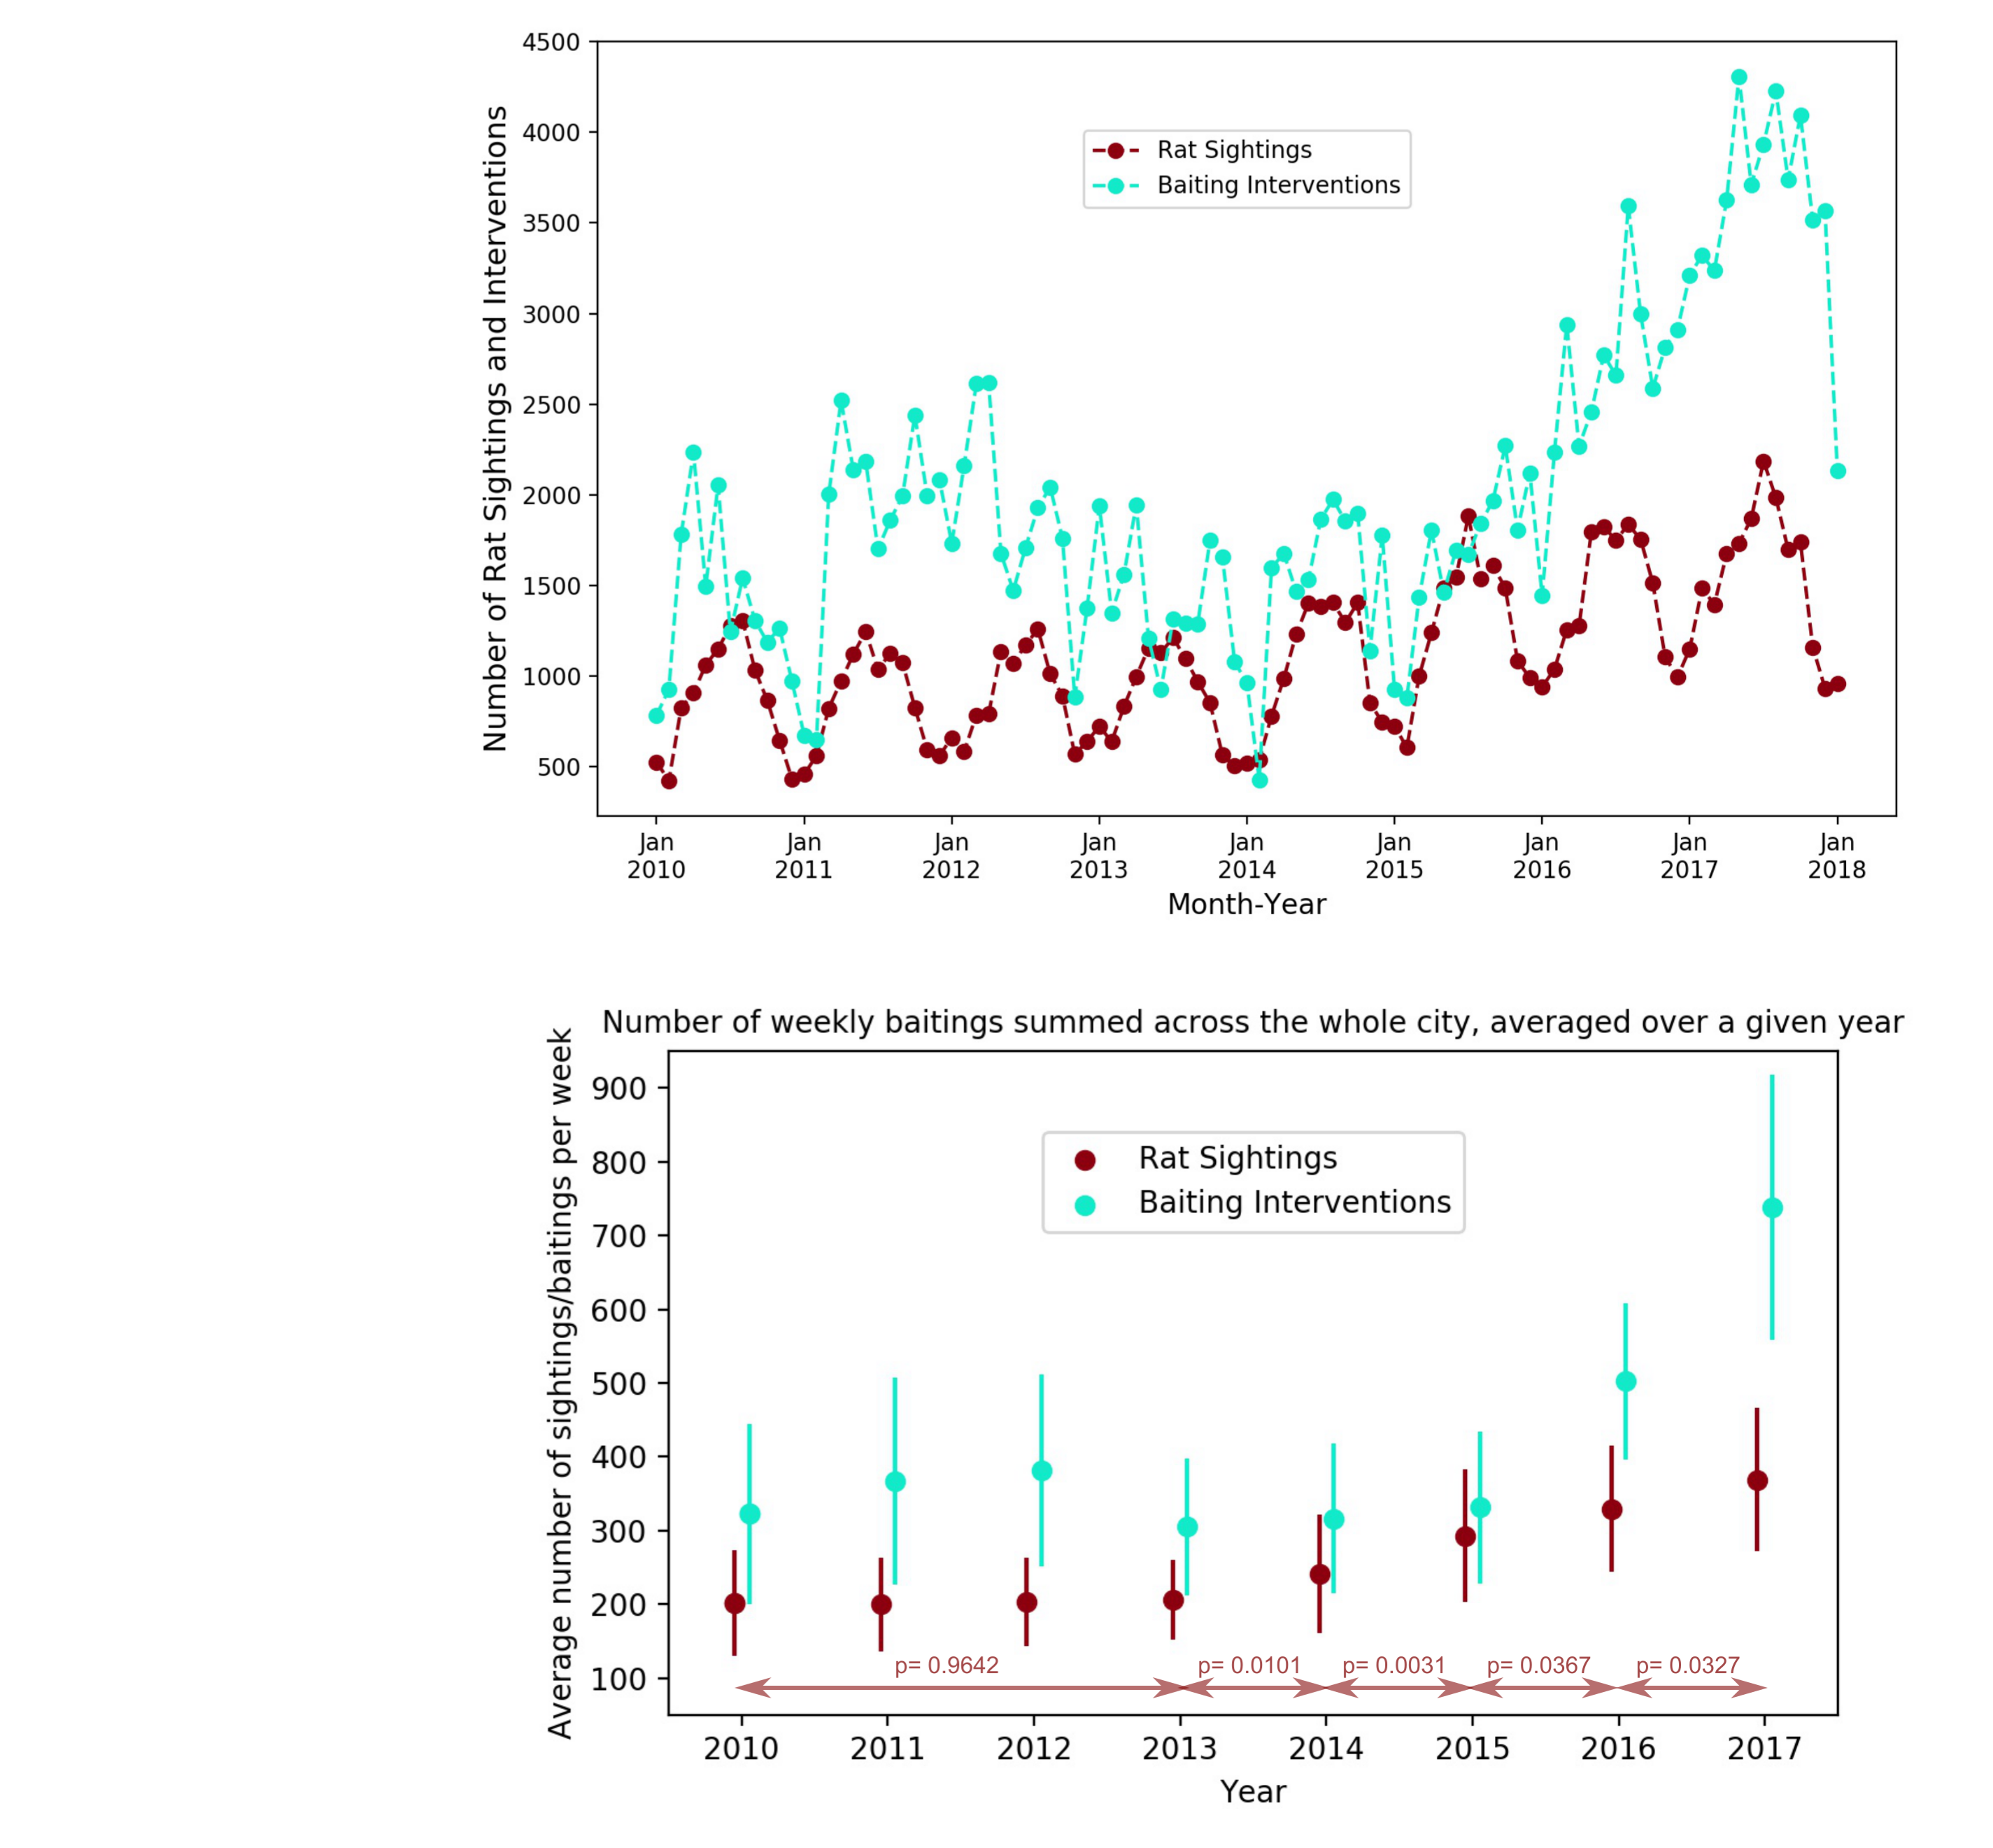 Number of Rat Sightings and Interventions
4500
4000
3500
3000
2500
2000
1500
1000
500
Rat Sightings
Baiting Interventions
Jan Jan Jan Jan Jan Jan Jan Jan Jan
2010 2011 2012 2013 2014 2015 2016 2017 2018
Month-Year
Number of weekly baitings summed across the whole city, averaged over a given year
Average number of sightings/baitings per week
900
800
700
600
500
400
300
200
100
Rat Sightings
Baiting Interventions
p= 0.9642 p= 0.0101 p= 0.0031 p= 0.0367 p= 0.0327
2010 2011 2012 2013 2014 2015 2016 2017
Year